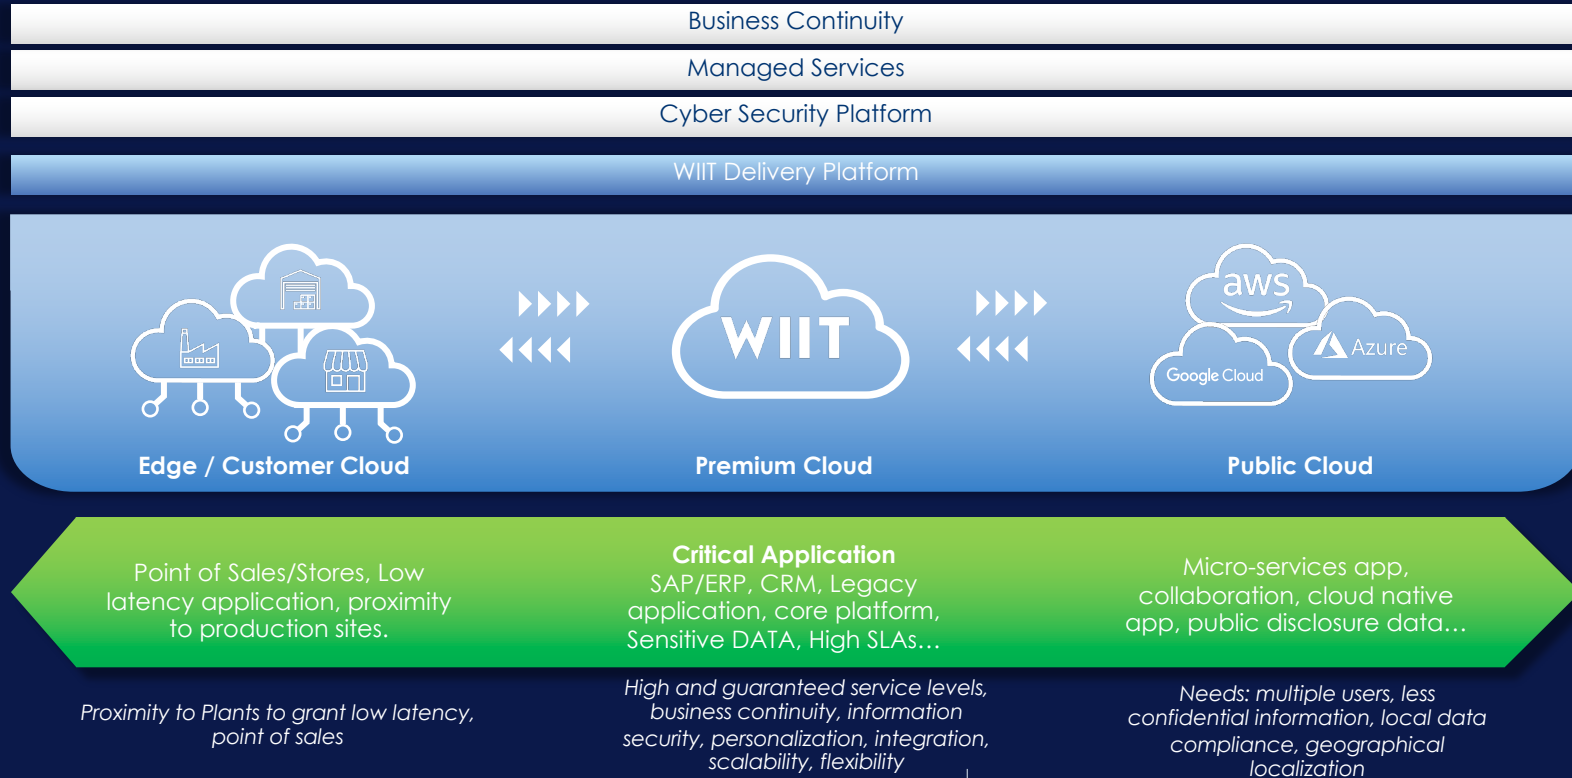 Business Continuity
Managed Services
Cyber Security Platform
WIIT Delivery Platform
WIIT
aws
Azure
Google Cloud
Edge / Customer Cloud
Premium Cloud
Public Cloud
Point of Sales/Stores, Low
latency application, proximity
to production sites.
Critical Application
SAP/ERP, CRM, Legacy
application, core platform,
Sensitive DATA, High SLAs...
Micro-services app,
collaboration, cloud native
app, public disclosure data...
Proximity to Plants to grant low latency,
point of sales
High and guaranteed service levels,
business continuity, information
security, personalization, integration,
scalability, flexibility
Needs: multiple users, less
confidential information, local data
compliance, geographical
localization